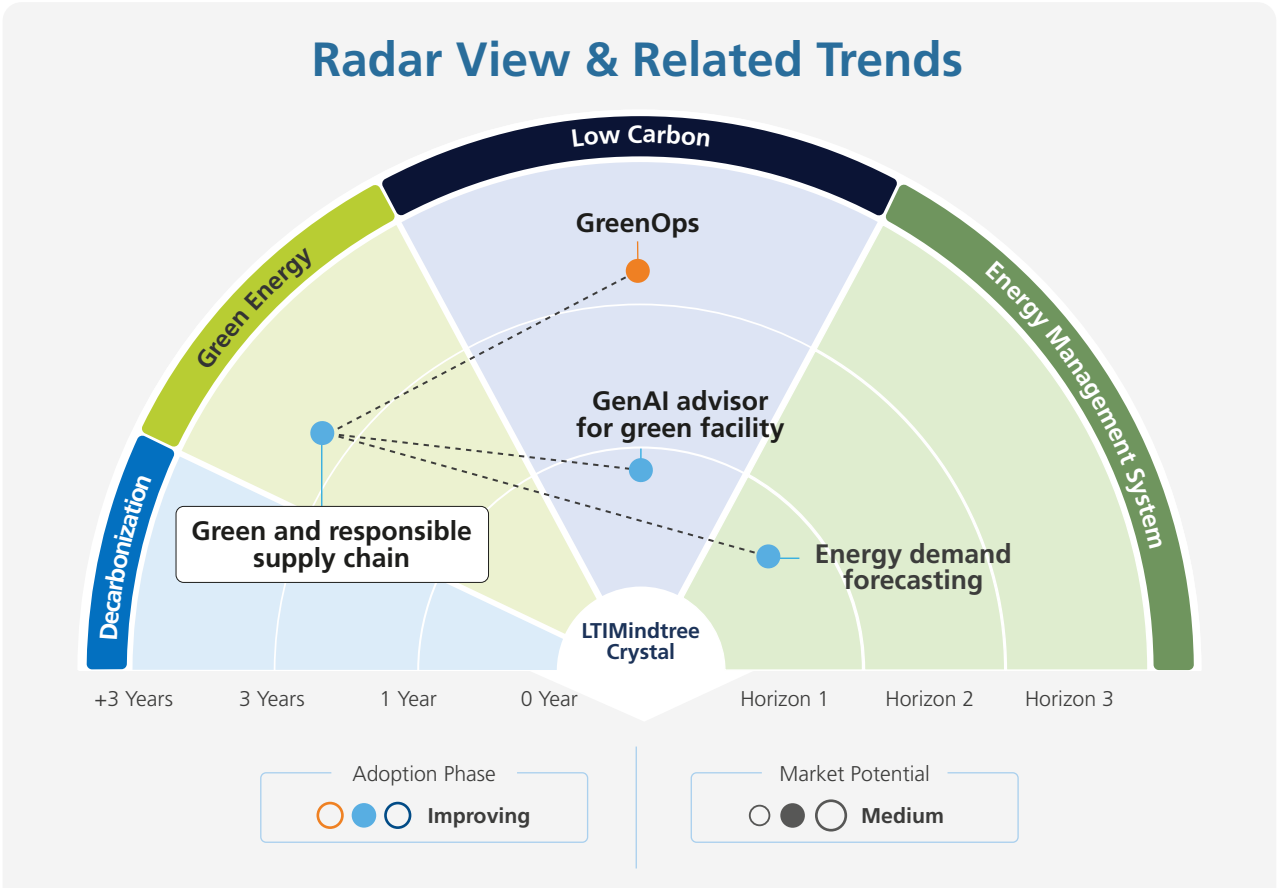 Radar View & Related Trends
Low Carbon
Green Energy
Energy Management System
Decarbonization
GreenOps
GenAI advisor
for green facility
Green and responsible
supply chain
Energy demand
forecasting
LTIMindtree
Crystal
+3 Years
3 Years
1 Year
0 Year
Horizon 1
Horizon 2
Horizon 3
Adoption Phase
Improving
Market Potential
Medium